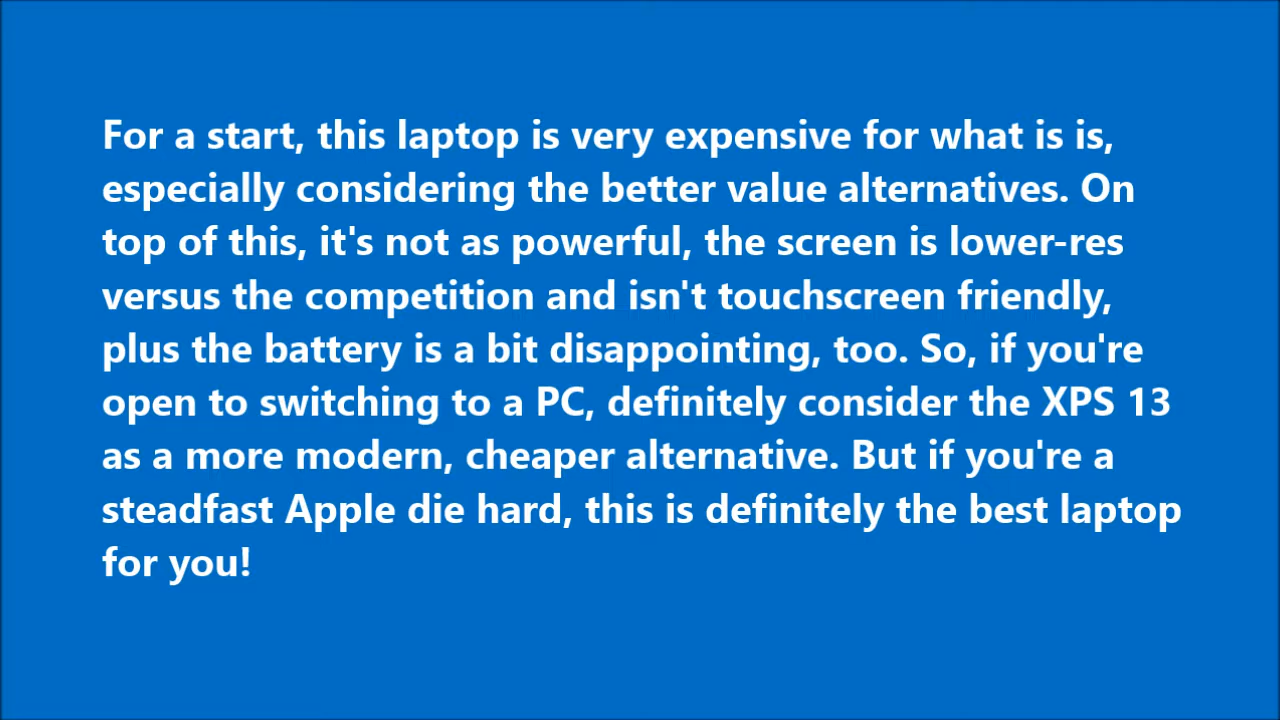 For a start, this laptop is very expensive for what is is,
especially considering the better value alternatives. On
top of this, it's not as powerful, the screen is lower-res
versus the competition and isn't touchscreen friendly,
plus the battery is a bit disappointing, too. So, if you're
open to switching to a PC, definitely consider the XPS 13
as a more modern, cheaper alternative. But if you're a
steadfast Apple die hard, this is definitely the best laptop
for you!